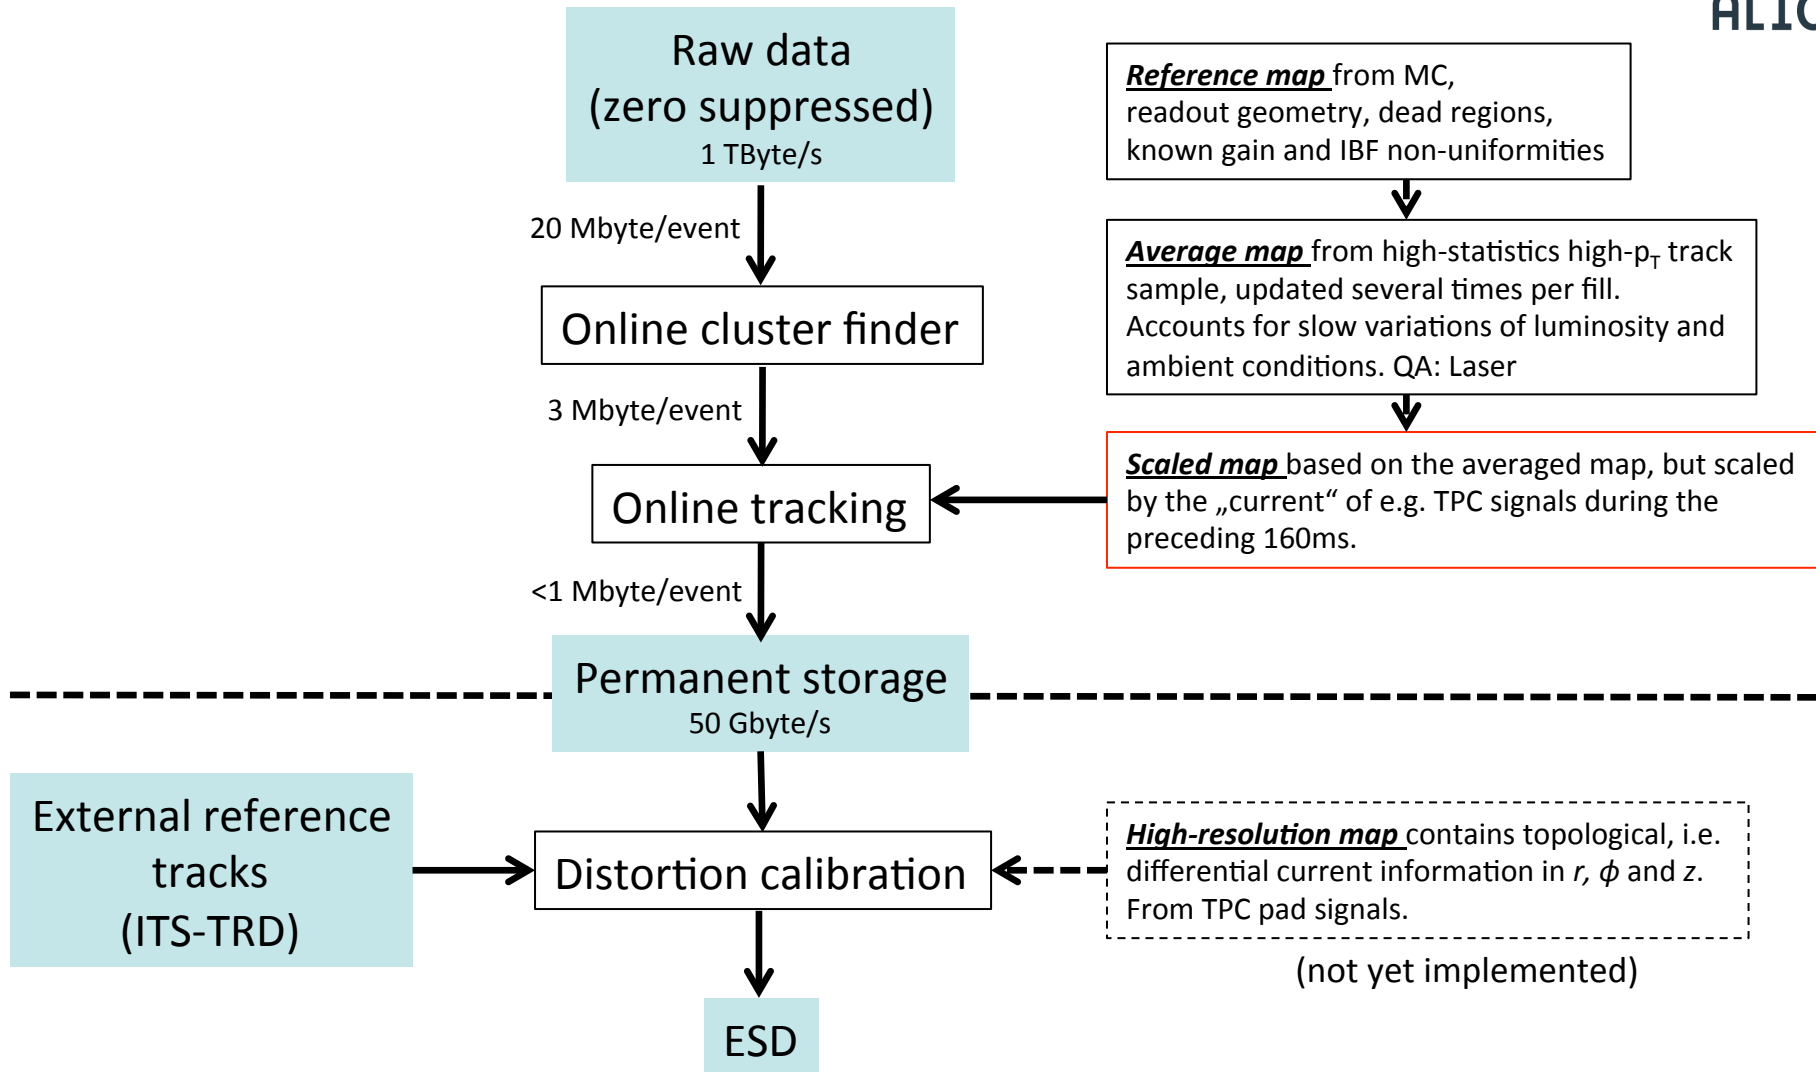 ALIC
Raw data
(zero suppressed)
1 TByte/s
Reference map from MC,
readout geometry, dead regions,
known gain and IBF non-uniformities
20 Mbyte/event
Average map from high-statistics high-pT track
sample, updated several times per fill.
Accounts for slow variations of luminosity and
ambient conditions. QA: Laser
Online cluster finder
3 Mbyte/event
Scaled map based on the averaged map, but scaled
by the „current“ of e.g. TPC signals during the
preceding 160ms.
Online tracking
<1 Mbyte/event
Permanent storage
50 Gbyte/s
External reference
tracks
(ITS-TRD)
Distortion calibration
High-resolution map contains topological, i.e.
differential current information in r, ϕ and z.
From TPC pad signals.
(not yet implemented)
ESD